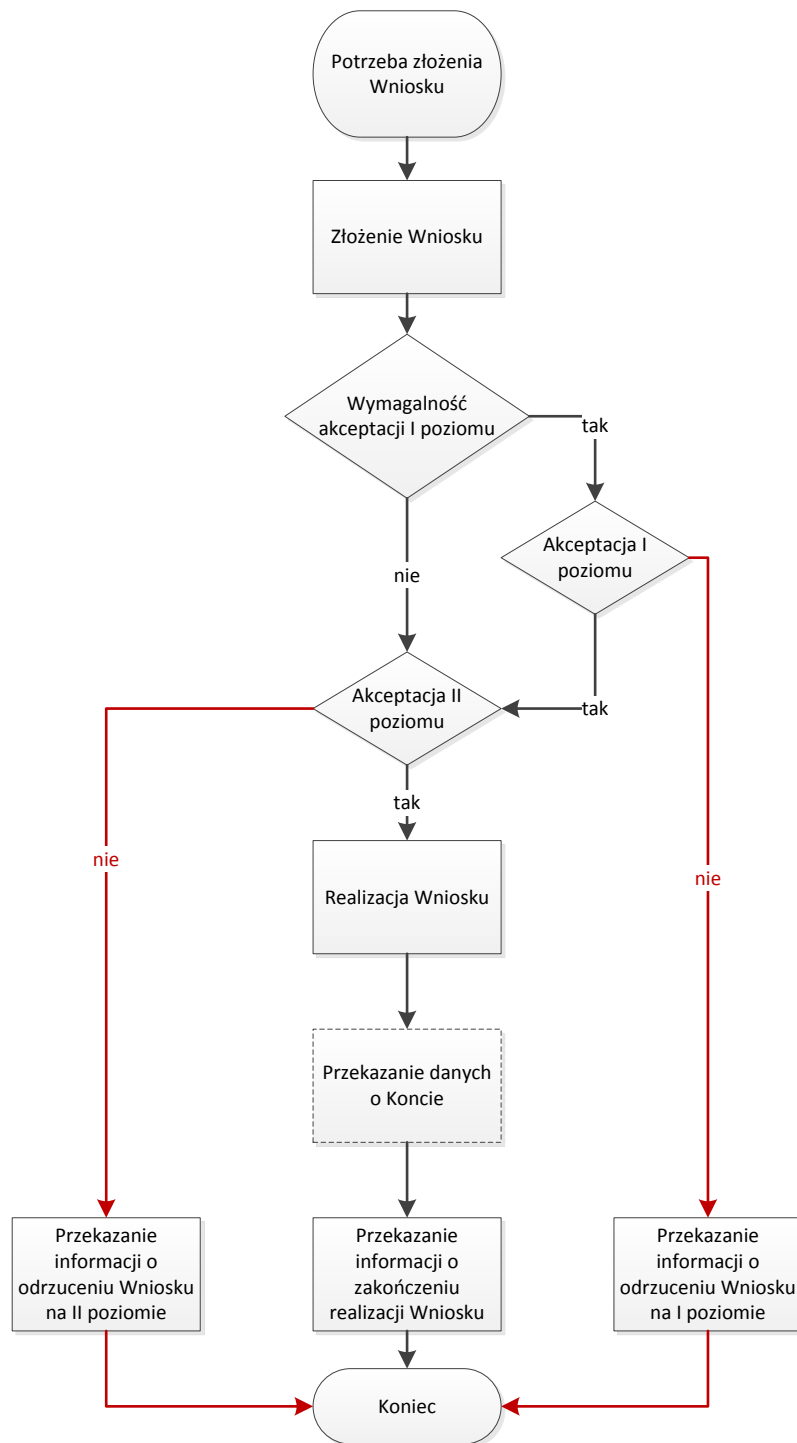 Potrzeba złożenia
Wniosku
Złożenie Wniosku
Wymagalność
akceptacji I poziomu
tak
Akceptacja I
poziomu
nie
Akceptacja II
poziomu
tak
tak
nie
nie
Realizacja Wniosku
Przekazanie danych
o Koncie
Przekazanie
informacji o
odrzuceniu Wniosku
na II poziomie
Przekazanie
informacji o
zakończeniu
realizacji Wniosku
Przekazanie
informacji o
odrzuceniu Wniosku
na I poziomie
Koniec